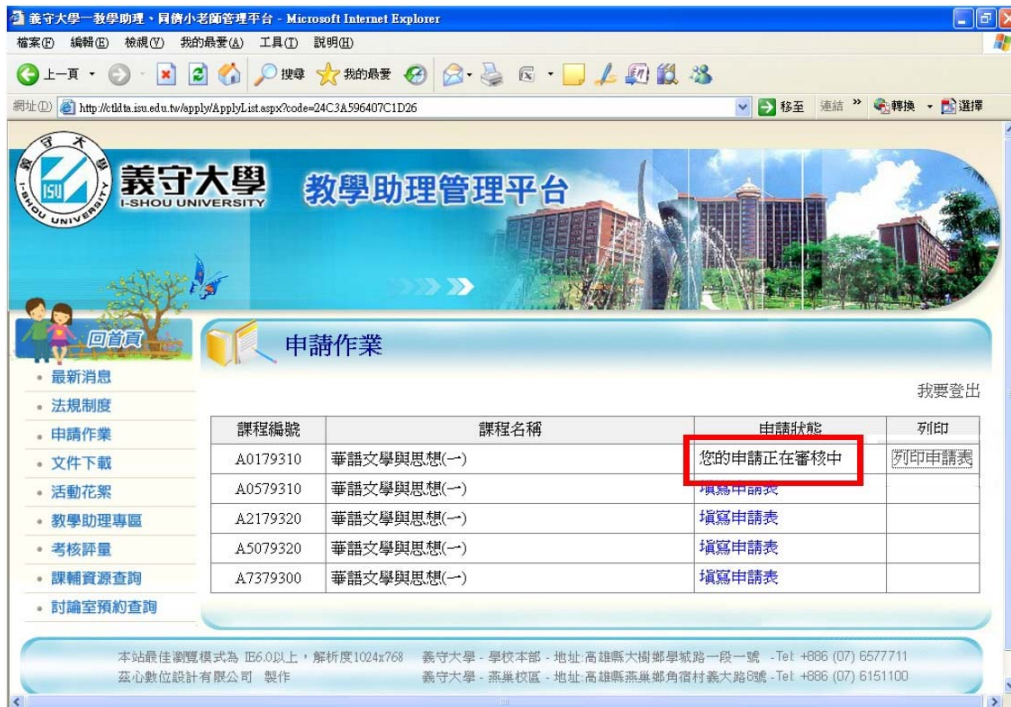 義守大學—教學助理、同儕小老師管理平台 - Microsoft Internet Explorer
檔案(F) 編輯(E) 檢視(V) 我的最愛(A) 工具(T) 說明(H)
上一頁 搜尋 我的最愛
網址(D) http://ctldta.isu.edu.tw/apply/ApplyList.aspx?code=24C3A596407C1D26 移至 連結 » 轉換 選擇
I-SHOU UNIVERSITY
義守大學
ISU
義守大學 教學助理管理平台
I-SHOU UNIVERSITY
回首頁
申請作業
最新消息
法規制度
申請作業
文件下載
活動花絮
教學助理專區
考核評量
課輔資源查詢
討論室預約查詢
我要登出
課程編號 課程名稱 申請狀態 列印
A0179310 華語文學與思想(一) 您的申請正在審核中 列印申請表
A0579310 華語文學與思想(一) 填寫申請表
A2179320 華語文學與思想(一) 填寫申請表
A5079320 華語文學與思想(一) 填寫申請表
A7379300 華語文學與思想(一) 填寫申請表
本站最佳瀏覽模式為 IE6.0以上，解析度1024x768 義守大學 - 學校本部 - 地址:高雄縣大樹鄉學城路一段一號 -Tel: +886 (07) 6577711
茲心數位設計有限公司 製作 義守大學 - 燕巢校區 - 地址:高雄縣燕巢鄉角宿村義大路8號 -Tel: +886 (07) 6151100